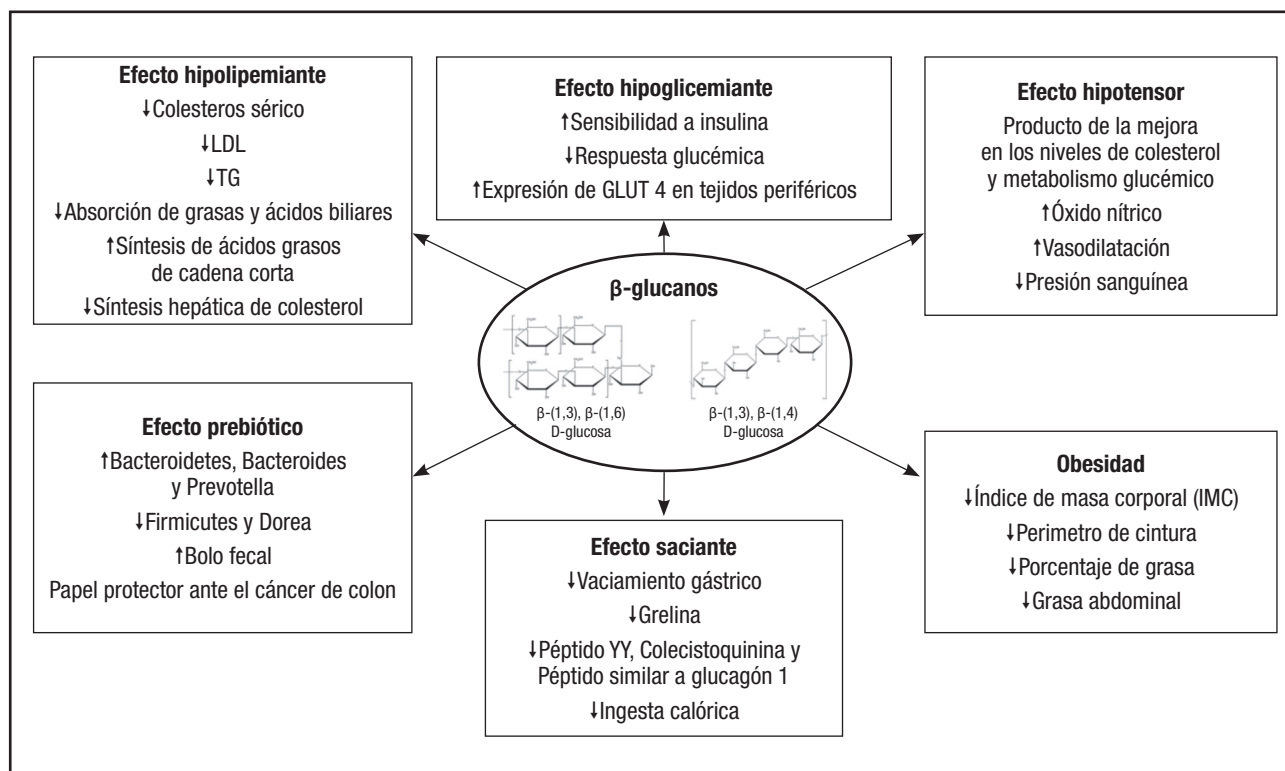 Efecto hipolipemiante
↓Colesteros sérico
↓LDL
↓TG
↓Absorción de grasas y ácidos biliares
↑Síntesis de ácidos grasos
de cadena corta
↓Síntesis hepática de colesterol
Efecto hipoglicemiante
↑Sensibilidad a insulina
↓Respuesta glucémica
↑Expresión de GLUT 4 en tejidos periféricos
Efecto hipotensor
Producto de la mejora
en los niveles de colesterol
y metabolismo glucémico
↑Óxido nítrico
↑Vasodilatación
↓Presión sanguínea
β-glucanos
β-(1,3), β-(1,6)
D-glucosa
β-(1,3), β-(1,4)
D-glucosa
Efecto prebiótico
↑Bacteroidetes, Bacteroides
y Prevotella
↓Firmicutes y Dorea
↑Bolo fecal
Papel protector ante el cáncer de colon
Efecto saciante
↓Vaciamiento gástrico
↓Grelina
↓Péptido YY, Colecistoquinina y
Péptido similar a glucagón 1
↓Ingesta calórica
Obesidad
↓Índice de masa corporal (IMC)
↓Perimetro de cintura
↓Porcentaje de grasa
↓Grasa abdominal